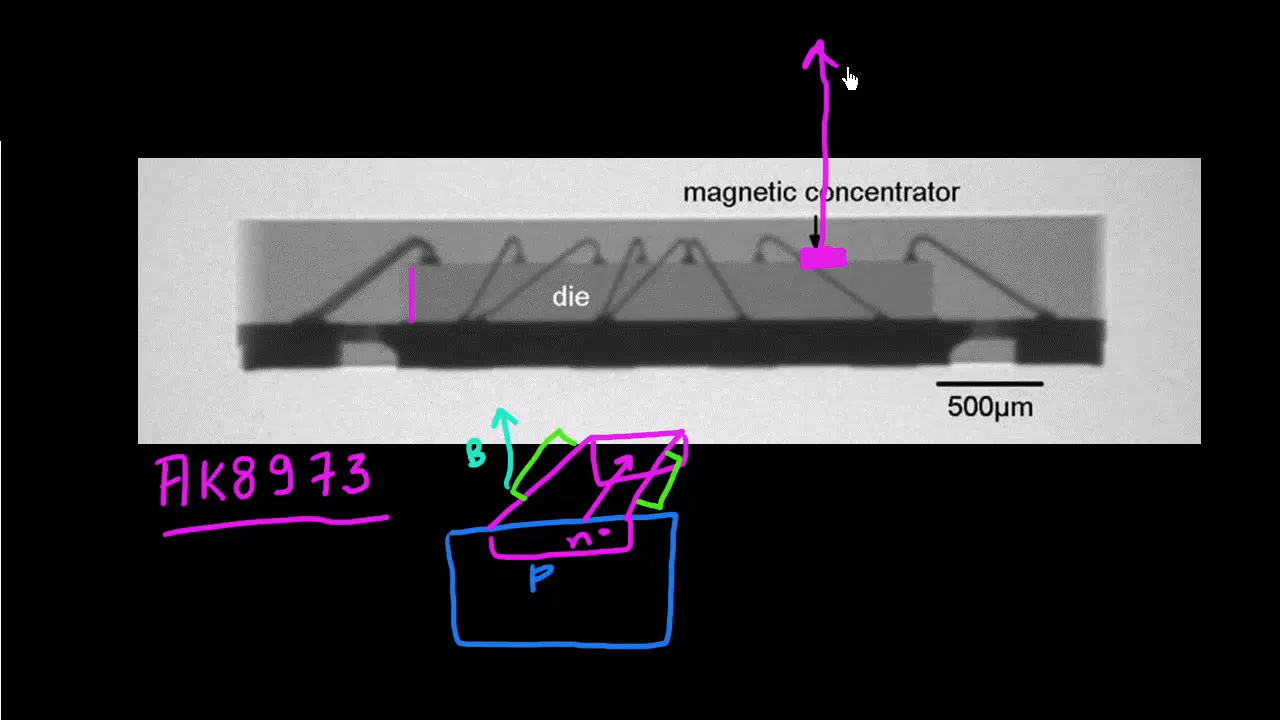 magnetic concentrator
die
500μm
B
AK8973
n-
P